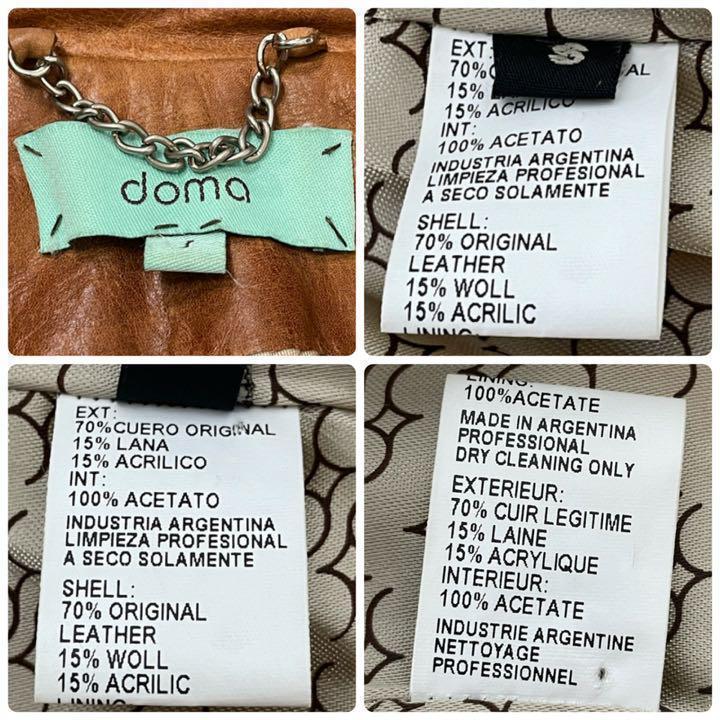 doma
S
EXT:
70%
15%
15% ACRILICO
INT:
100% ACETATO
INDUSTRIA ARGENTINA
LIMPIEZA PROFESIONAL
A SECO SOLAMENTE
SHELL:
70% ORIGINAL
LEATHER
15% WOLL
15% ACRILIC
LINING:
EXT:
70%CUERO ORIGINAL
15% LANA
15% ACRILICO
INT:
100% ACETATO
INDUSTRIA ARGENTINA
LIMPIEZA PROFESIONAL
A SECO SOLAMENTE
SHELL:
70% ORIGINAL
LEATHER
15% WOLL
15% ACRILIC
LINING:
LINING:
100%ACETATE
MADE IN ARGENTINA
PROFESSIONAL
DRY CLEANING ONLY
EXTERIEUR:
70% CUIR LEGITIME
15% LAINE
15% ACRYLIQUE
INTERIEUR:
100% ACETATE
INDUSTRIE ARGENTINE
NETTOYAGE
PROFESSIONNEL